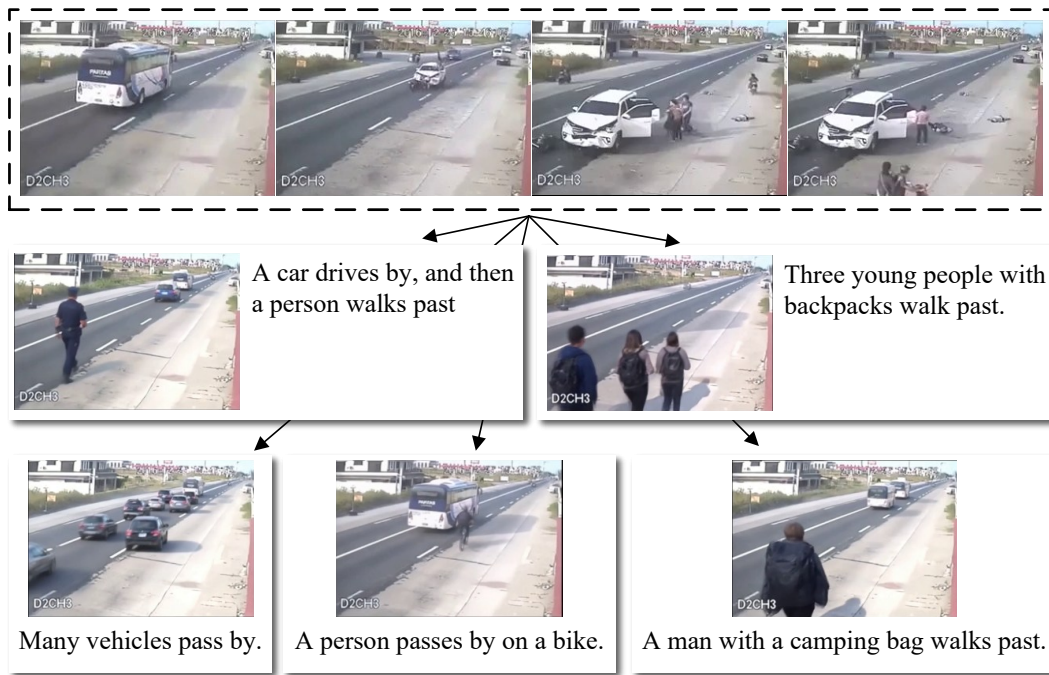 PARTAS
D2CH3
D2CH3
D2CH3
D2CH3
A car drives by, and then
a person walks past
D2CH3
Three young people with
backpacks walk past.
D2CH3
D2CH3
Many vehicles pass by.
D2CH3
A person passes by on a bike.
D2CH3
A man with a camping bag walks past.